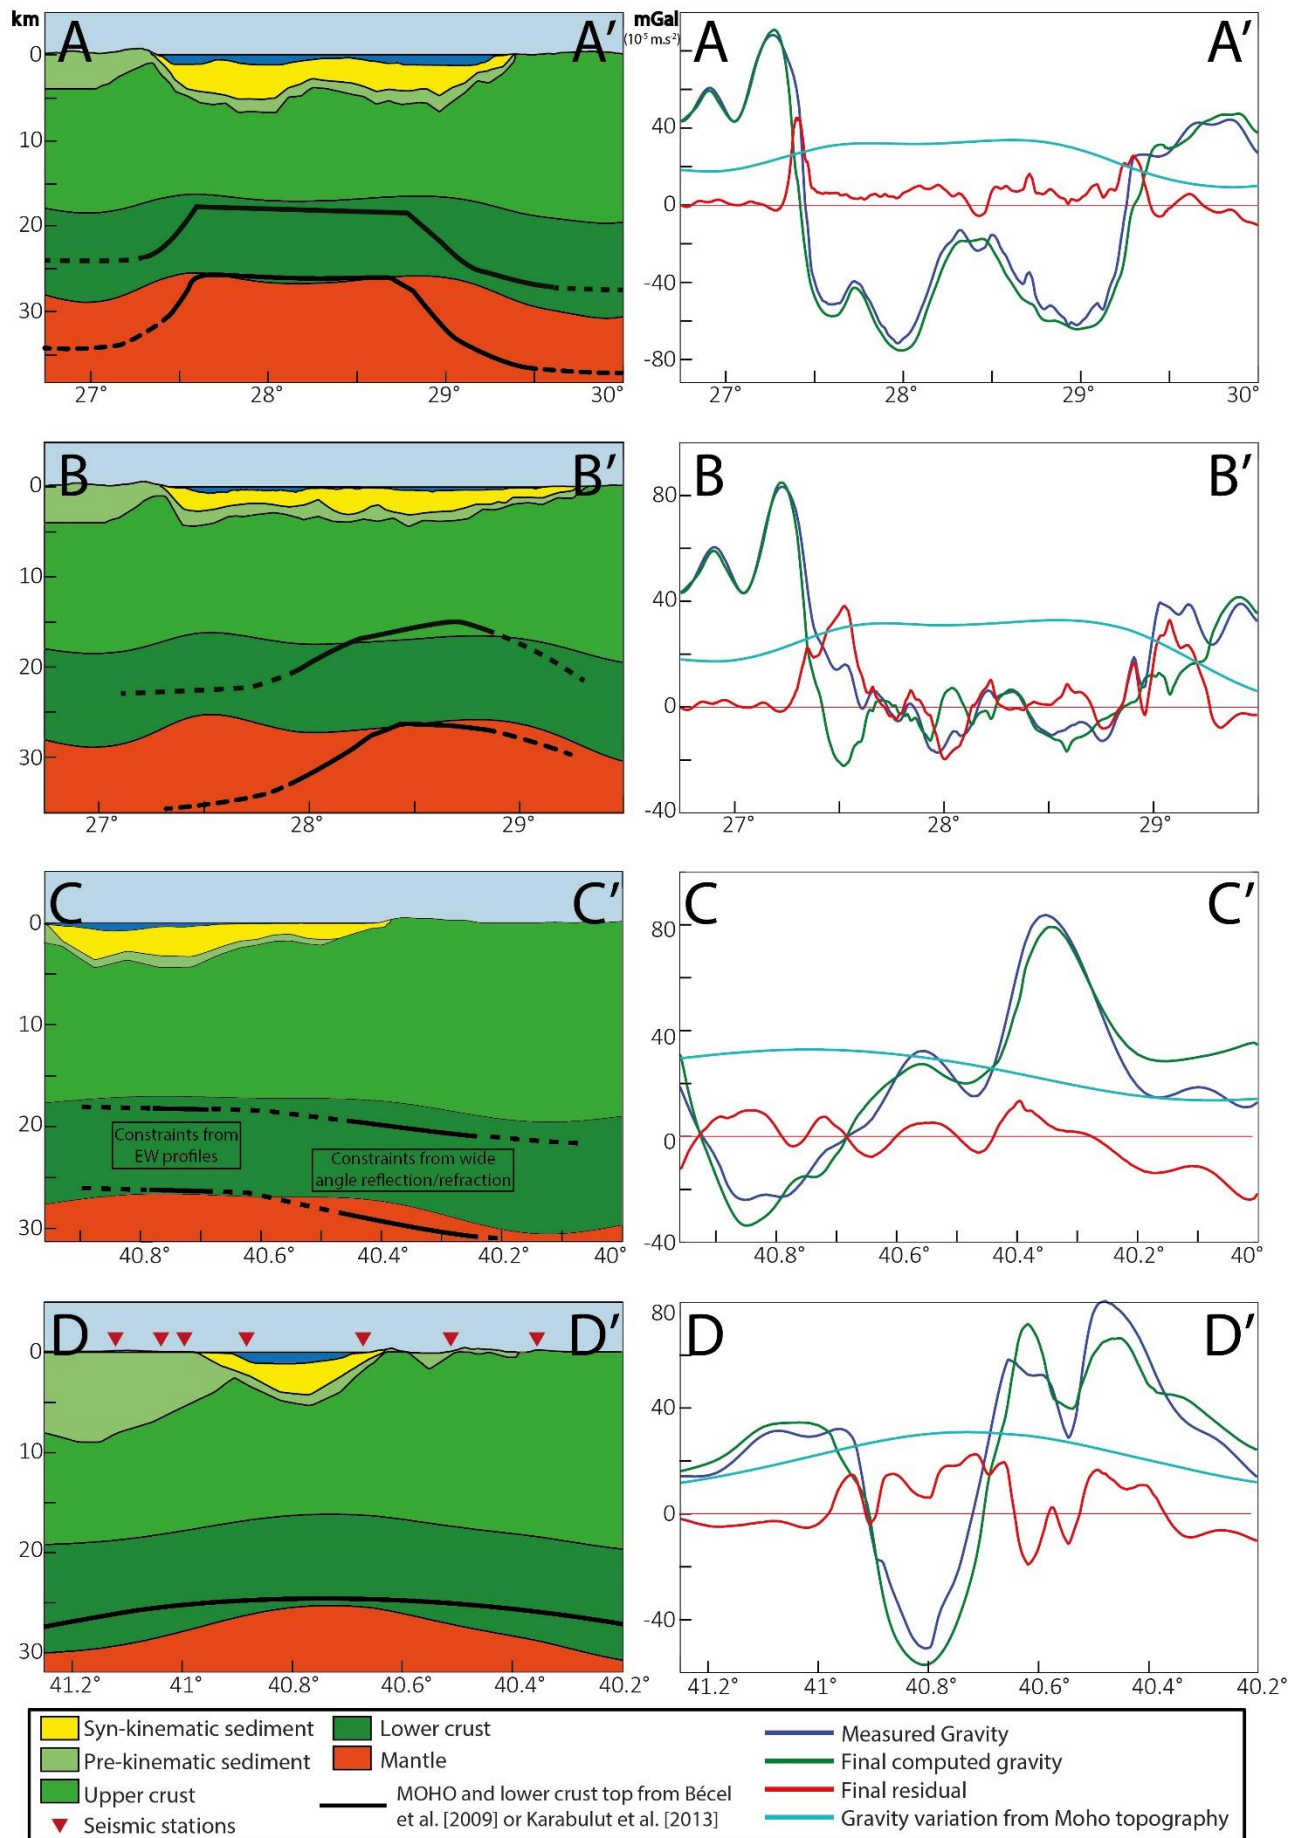 km
A
A'
0
10
20
30
27°
28°
29°
30°
mGal
(10⁻⁵ m.s⁻²)
A
A'
40
0
-40
-80
27°
28°
29°
30°
B
B'
0
10
20
30
27°
28°
29°
B
B'
80
40
0
-40
27°
28°
29°
C
C'
0
10
20
30
Constraints from
EW profiles
Constraints from wide
angle reflection/refraction
40.8°
40.6°
40.4°
40.2°
40°
C
C'
80
40
0
-40
40.8°
40.6°
40.4°
40.2°
40°
D
D'
0
10
20
30
41.2°
41°
40.8°
40.6°
40.4°
40.2°
D
D'
80
40
0
-40
41.2°
41°
40.8°
40.6°
40.4°
40.2°
Syn-kinematic sediment
Pre-kinematic sediment
Upper crust
Seismic stations
Lower crust
Mantle
MOHO and lower crust top from Bécel
et al. [2009] or Karabulut et al. [2013]
Measured Gravity
Final computed gravity
Final residual
Gravity variation from Moho topography